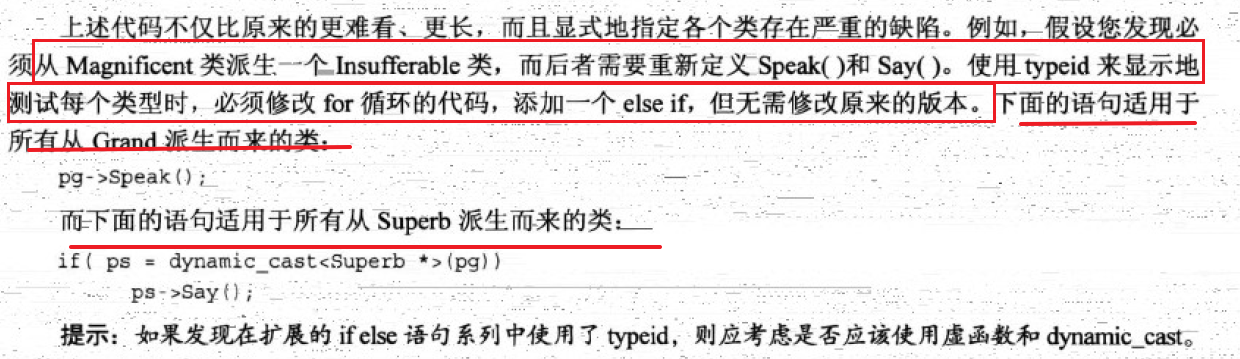 上述代码不仅比原来的更难看、更长，而且显式地指定各个类存在严重的缺陷。例如，假设您发现必
须从 Magnificent 类派生一个 Insufferable 类，而后者需要重新定义 Speak( )和 Say( )。使用 typeid 来显示地
测试每个类型时，必须修改 for 循环的代码，添加一个 else if，但无需修改原来的版本。下面的语句适用于
所有从 Grand 派生而来的类：
pg->Speak();
而下面的语句适用于所有从 Superb 派生而来的类：
if( ps = dynamic_cast<Superb *>(pg))
ps->Say();
提示：如果发现在扩展的 if else 语句系列中使用了 typeid，则应考虑是否应该使用虚函数和 dynamic_cast。